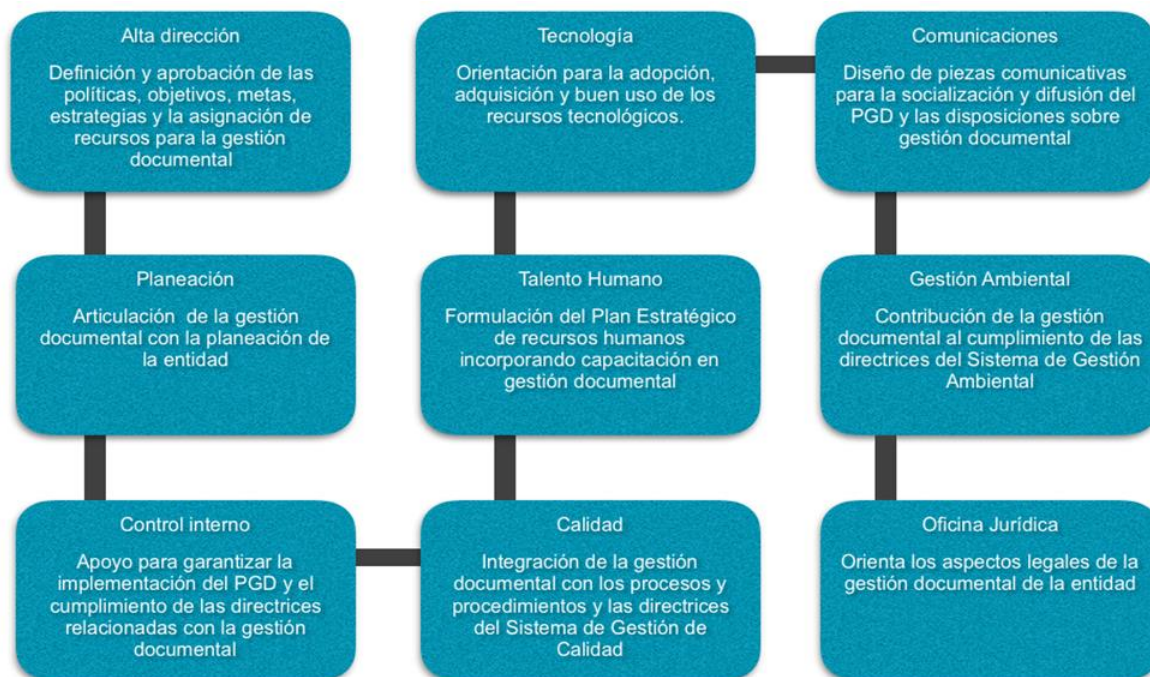 Alta dirección
Definición y aprobación de las
políticas, objetivos, metas,
estrategias y la asignación de
recursos para la gestión
documental
Planeación
Articulación de la gestión
documental con la planeación de
la entidad
Control interno
Apoyo para garantizar la
implementación del PGD y el
cumplimiento de las directrices
relacionadas con la gestión
documental
Calidad
Integración de la gestión
documental con los procesos y
procedimientos y las directrices
del Sistema de Gestión de
Calidad
Talento Humano
Formulación del Plan Estratégico
de recursos humanos
incorporando capacitación en
gestión documental
Tecnología
Orientación para la adopción,
adquisición y buen uso de los
recursos tecnológicos.
Comunicaciones
Diseño de piezas comunicativas
para la socialización y difusión del
PGD y las disposiciones sobre
gestión documental
Gestión Ambiental
Contribución de la gestión
documental al cumplimiento de las
directrices del Sistema de Gestión
Ambiental
Oficina Jurídica
Orienta los aspectos legales de la
gestión documental de la entidad